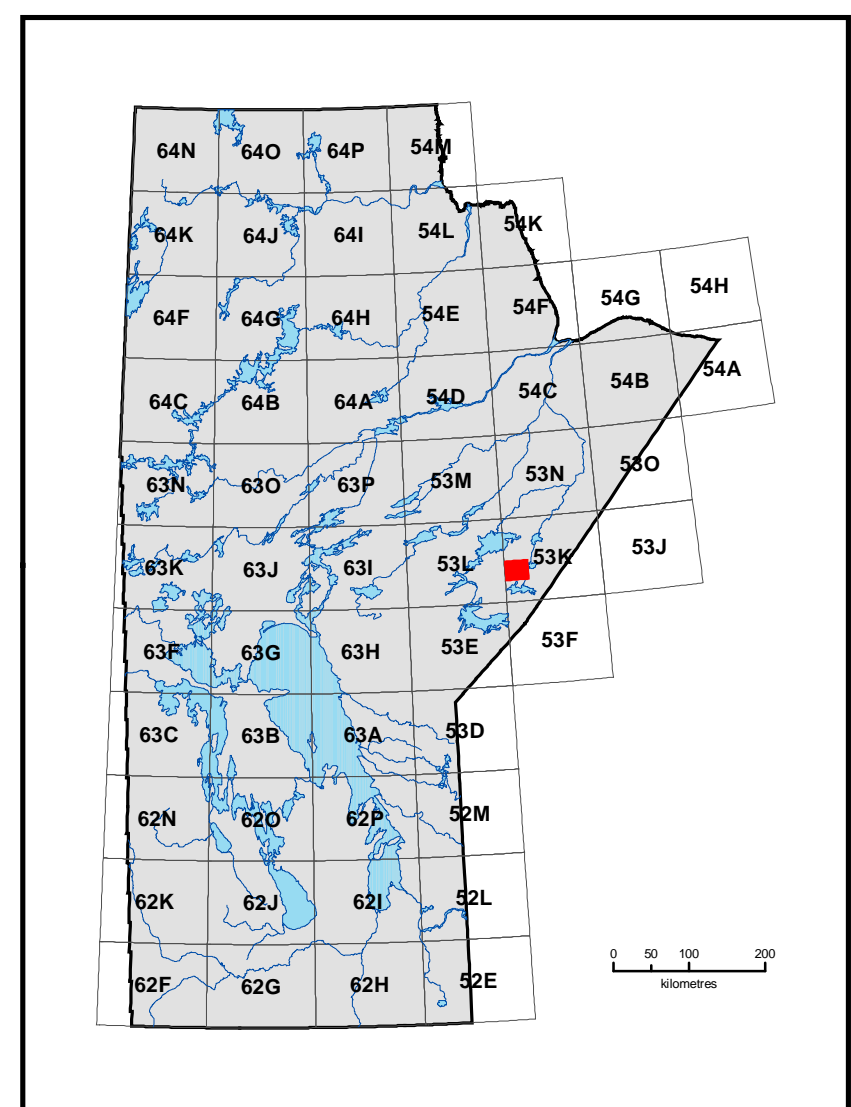 64N 64O 64P 54M
64K 64J 64I 54L 54K
64F 64G 64H 54E 54F 54G 54H
64C 64B 64A 54D 54C 54B 54A
63N 63O 63P 53M 53N 53O
63K 63J 63I 53L 53K 53J
63F 63G 63H 53E 53F
63C 63B 63A 53D
62N 62O 62P 52M
62K 62J 62I 52L
62F 62G 62H 52E
0 50 100 200
kilometres